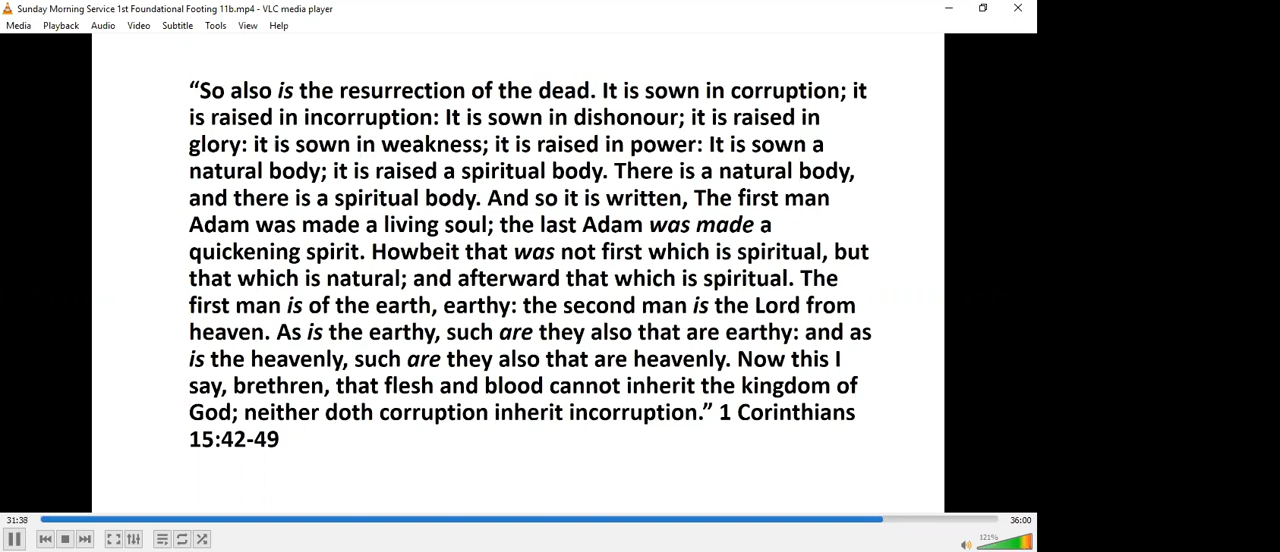 Sunday Morning Service 1st Foundational Footing 11b.mp4 - VLC media player
Media Playback Audio Video Subtitle Tools View Help
“So also is the resurrection of the dead. It is sown in corruption; it
is raised in incorruption: It is sown in dishonour; it is raised in
glory: it is sown in weakness; it is raised in power: It is sown a
natural body; it is raised a spiritual body. There is a natural body,
and there is a spiritual body. And so it is written, The first man
Adam was made a living soul; the last Adam was made a
quickening spirit. Howbeit that was not first which is spiritual, but
that which is natural; and afterward that which is spiritual. The
first man is of the earth, earthy: the second man is the Lord from
heaven. As is the earthy, such are they also that are earthy: and as
is the heavenly, such are they also that are heavenly. Now this I
say, brethren, that flesh and blood cannot inherit the kingdom of
God; neither doth corruption inherit incorruption.” 1 Corinthians
15:42-49
31:38
36:00
121%